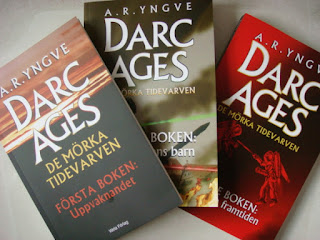 A.R.YNGVE
DARC
AGES
DE MÖRKA
TIDEVARVEN
FÖRSTA BOKEN:
Uppvaknandet
A.R.YNGVE
DARC
AGES
MÖRKA
TIDEVARVEN
BOKEN:
barn
A.R.YNGVE
DARC
AGES
DE MÖRKA
TIDEVARVEN
BOKEN:
framtiden